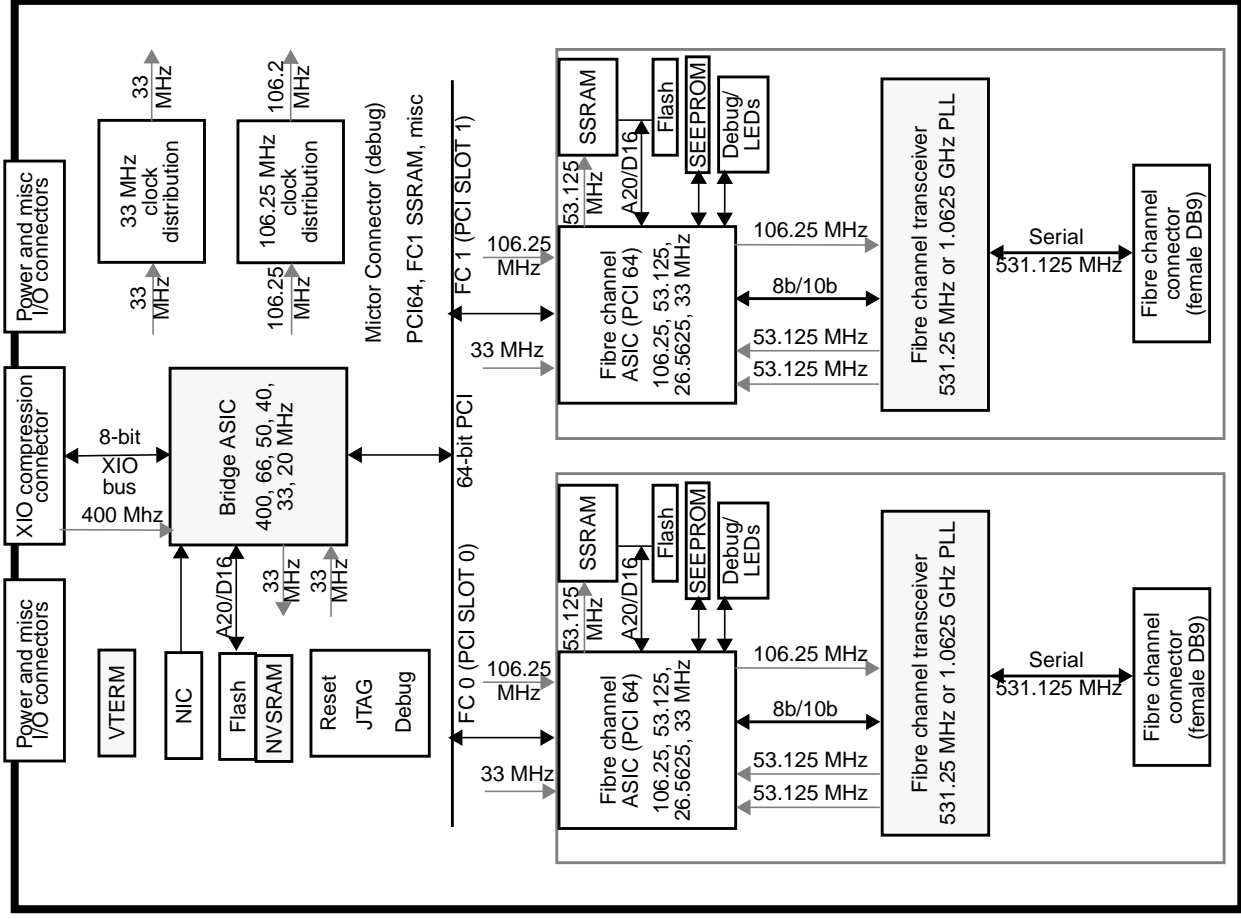 Power and misc
I/O connectors
XIO compression
connector
Power and misc
I/O connectors
33
MHz
33 MHz
clock
distribution
33
MHz
106.2
MHz
106.25 MHz
clock
distribution
106.25
MHz
Mictor Connector (debug)
PCI64, FC1 SSRAM, misc
8-bit
XIO
bus
400 Mhz
Bridge ASIC
400, 66, 50, 40,
33, 20 MHz
A20/D16
33
MHz
33
MHz
VTERM
NIC
Flash
NVSRAM
Reset
JTAG
Debug
FC 1 (PCI SLOT 1)
64-bit PCI
FC 0 (PCI SLOT 0)
106.25
MHz
33 MHz
SSRAM
Flash
SEEPROM
Debug/
LEDs
53.125
MHz
A20/D16
Fibre channel
ASIC (PCI 64)
106.25, 53.125,
26.5625, 33 MHz
106.25 MHz
8b/10b
53.125 MHz
53.125 MHz
Fibre channel transceiver
531.25 MHz or 1.0625 GHz PLL
Serial
531.125 MHz
Fibre channel
connector
(female DB9)
106.25
MHz
33 MHz
SSRAM
Flash
SEEPROM
Debug/
LEDs
53.125
MHz
A20/D16
Fibre channel
ASIC (PCI 64)
106.25, 53.125,
26.5625, 33 MHz
106.25 MHz
8b/10b
53.125 MHz
53.125 MHz
Fibre channel transceiver
531.25 MHz or 1.0625 GHz PLL
Serial
531.125 MHz
Fibre channel
connector
(female DB9)